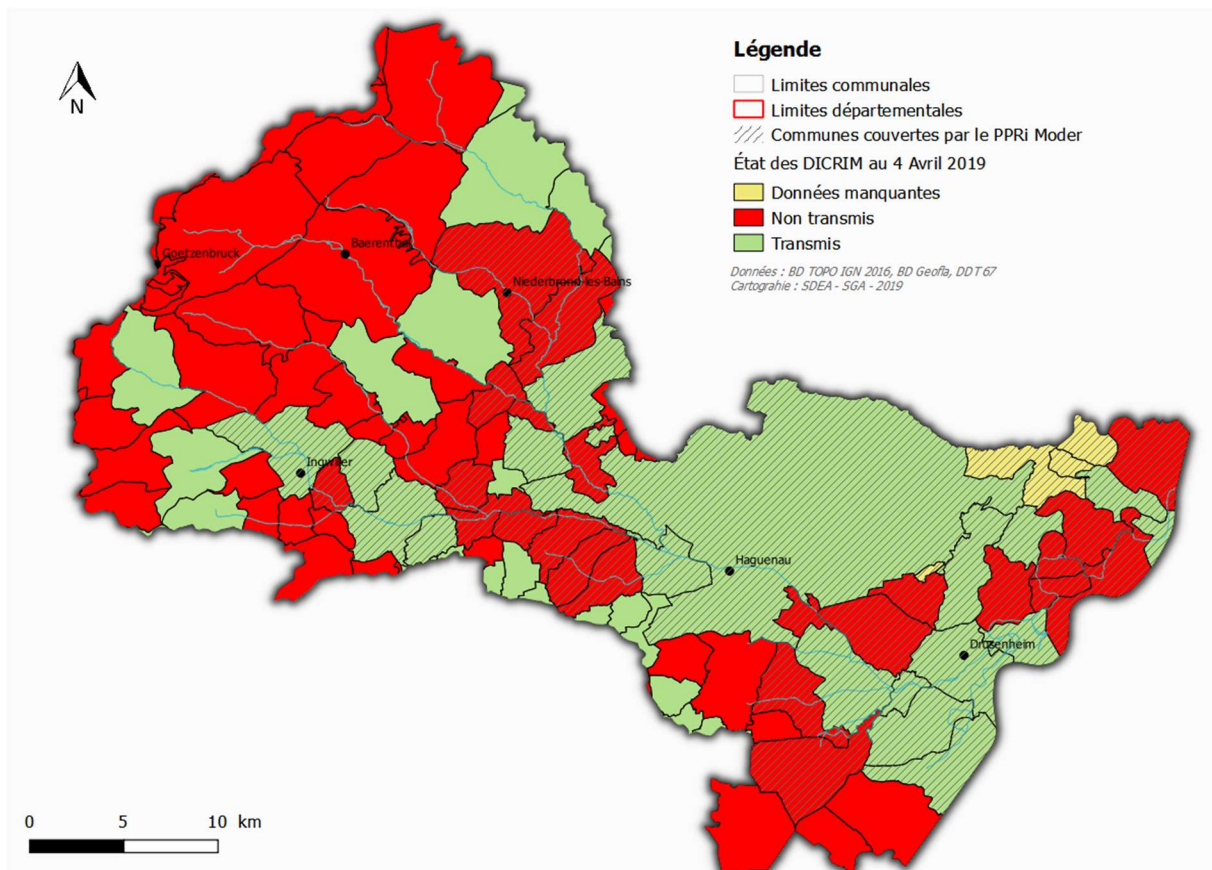 Légende
Limites communales
Limites départementales
Communes couvertes par le PPRi Moder
État des DICRIM au 4 Avril 2019
Données manquantes
Non transmis
Transmis
Données : BD TOPO IGN 2016, BD Geofla, DDT 67
Cartograhie : SDEA - SGA - 2019
N
Baerenthal
Goetzenbruck
Niederbronn-les-Bains
Ingwiller
Haguenau
Drusenheim
0 5 10 km